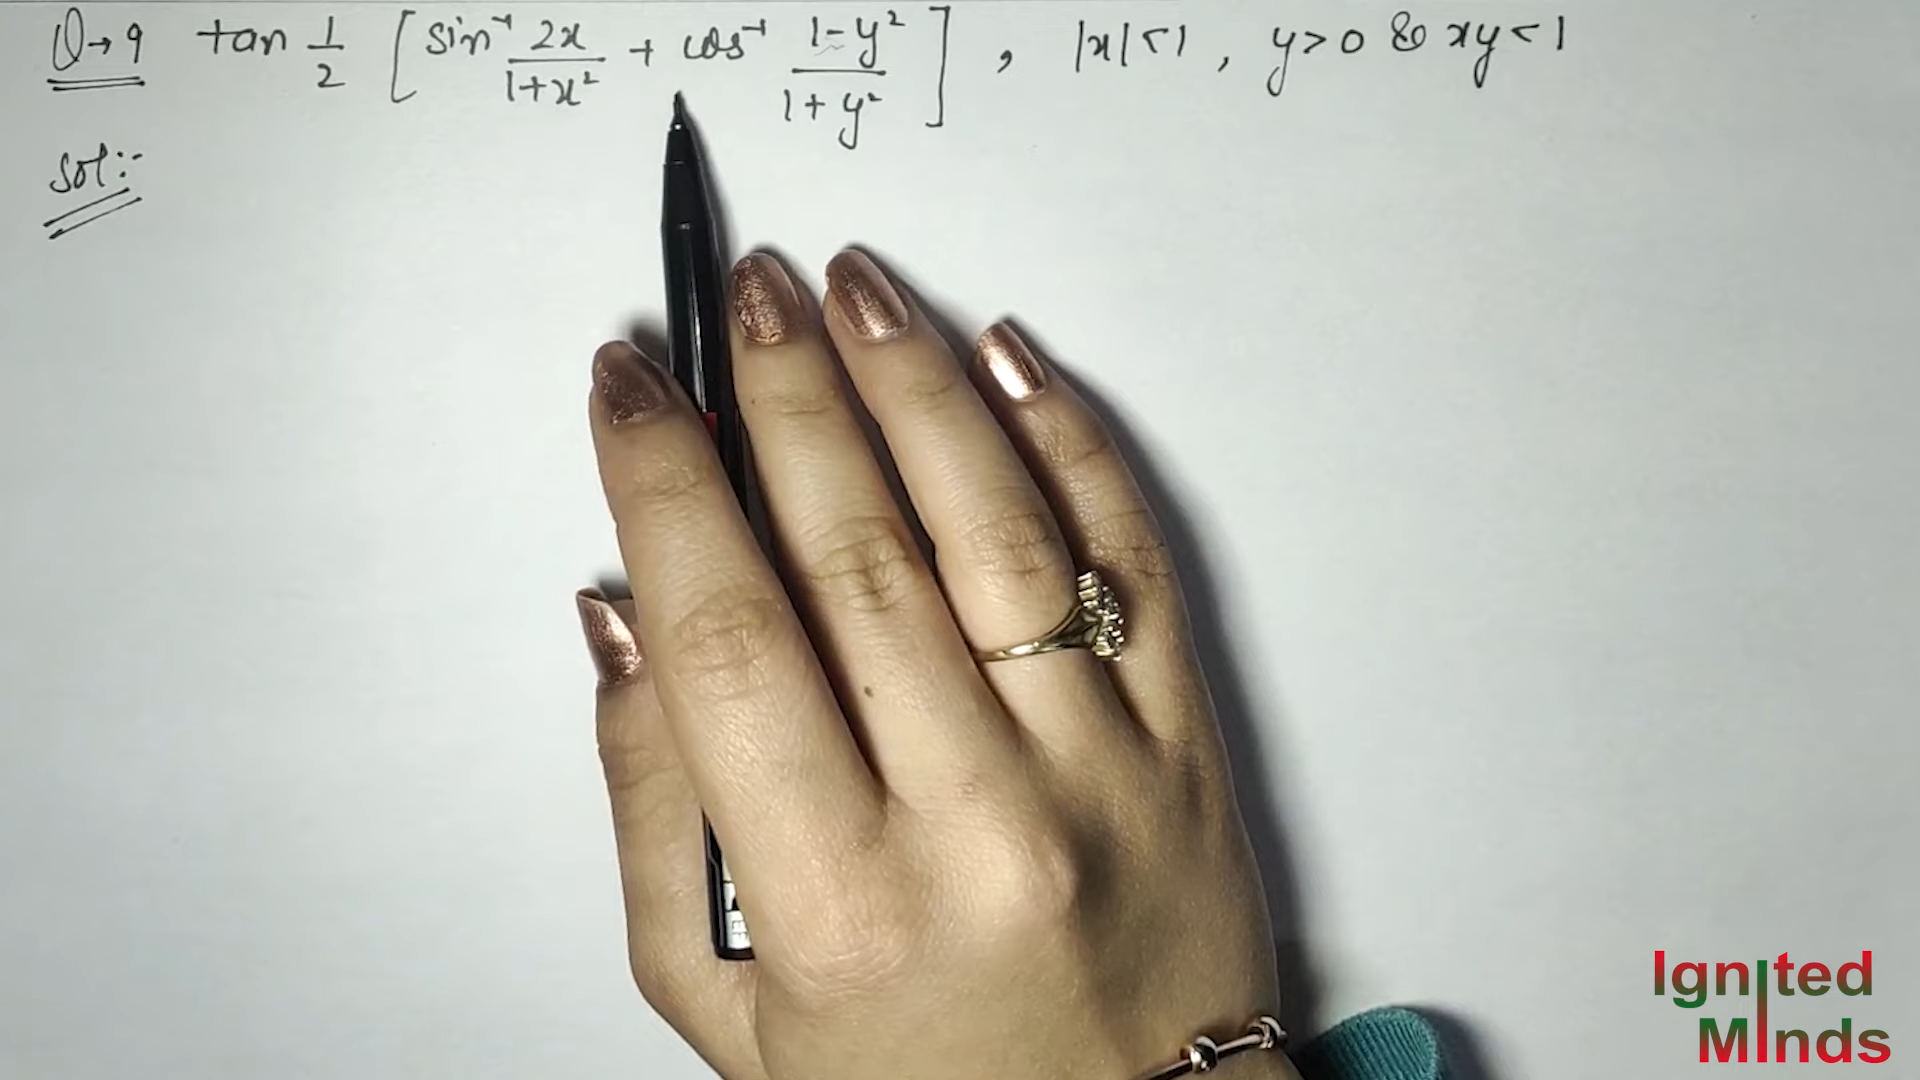 Q→9 tan 1/2 [sin⁻¹ 2x/1+x² + cos⁻¹ 1-y²/1+y²], |x|<1, y>0 & xy<1
Sol:-
Ignited
Minds